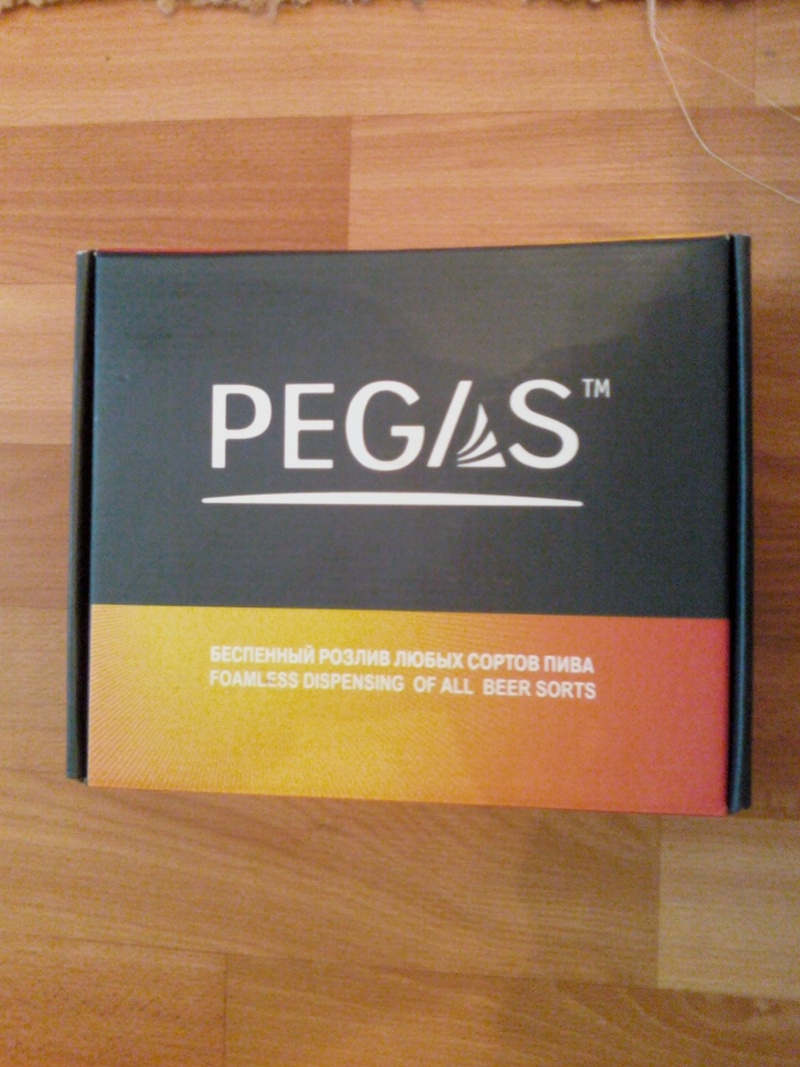 PEGAS™
БЕСПЕННЫЙ РОЗЛИВ ЛЮБЫХ СОРТОВ ПИВА
FOAMLESS DISPENSING OF ALL BEER SORTS